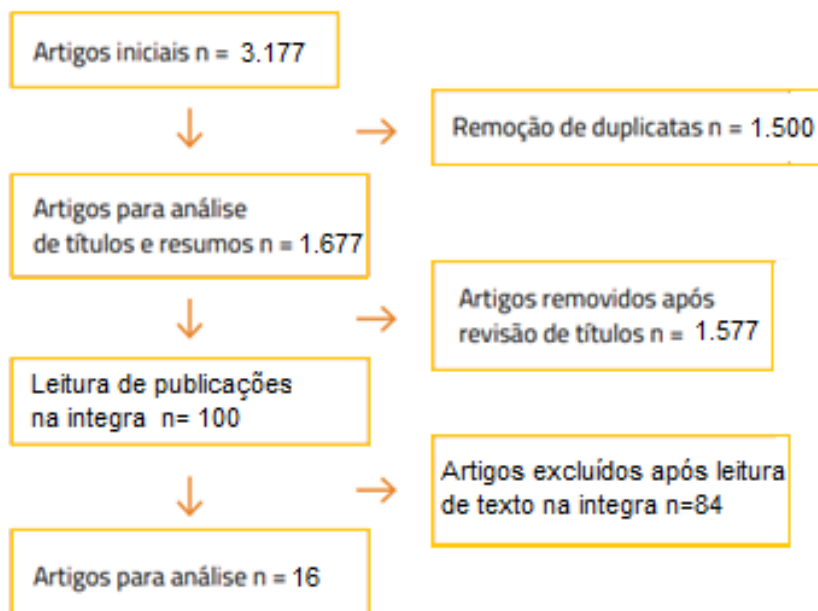 Artigos iniciais n = 3.177
Remoção de duplicatas n = 1.500
Artigos para análise
de títulos e resumos n = 1.677
Artigos removidos após
revisão de títulos n = 1.577
Leitura de publicações
na integra n= 100
Artigos excluídos após leitura
de texto na integra n=84
Artigos para análise n = 16